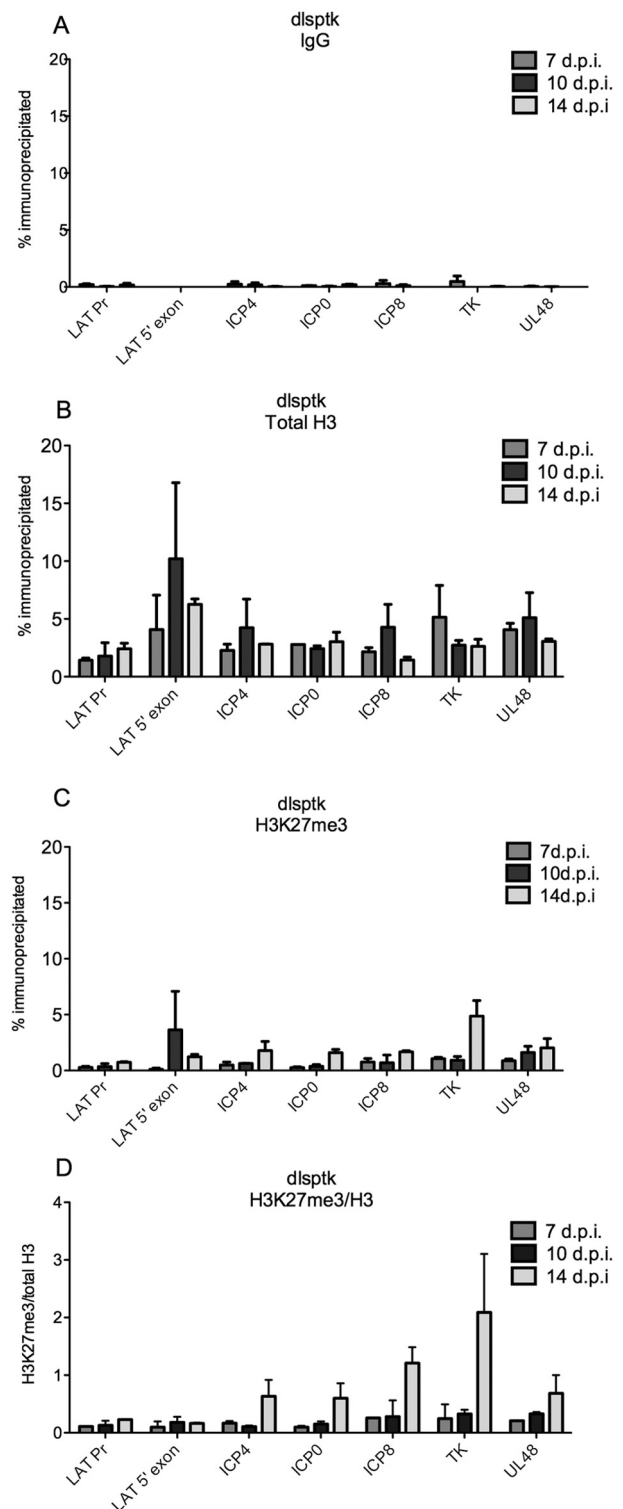 A
dlsptk
IgG
% immunoprecipitated
20
15
10
5
0
7 d.p.i.
10 d.p.i.
14 d.p.i
LAT Pr
LAT 5' exon
ICP4
ICP0
ICP8
TK
UL48
B
dlsptk
Total H3
% immunoprecipitated
20
15
10
5
0
7 d.p.i.
10 d.p.i.
14 d.p.i
LAT Pr
LAT 5' exon
ICP4
ICP0
ICP8
TK
UL48
C
dlsptk
H3K27me3
% immunoprecipitated
20
15
10
5
0
7d.p.i.
10d.p.i.
14d.p.i
LAT Pr
LAT 5' exon
ICP4
ICP0
ICP8
TK
UL48
D
dlsptk
H3K27me3/H3
H3K27me3/total H3
4
3
2
1
0
7 d.p.i.
10 d.p.i.
14 d.p.i
LAT Pr
LAT 5' exon
ICP4
ICP0
ICP8
TK
UL48